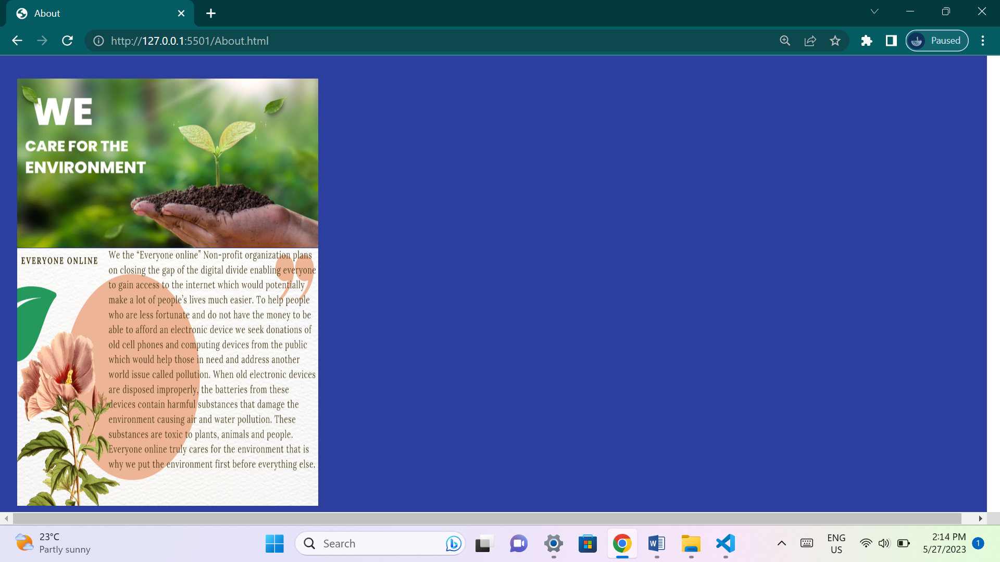 About
http://127.0.0.1:5501/About.html
Paused
WE
CARE FOR THE
ENVIRONMENT
EVERYONE ONLINE
We the “Everyone online” Non-profit organization plans
on closing the gap of the digital divide enabling everyone
to gain access to the internet which would potentially
make a lot of people’s lives much easier. To help people
who are less fortunate and do not have the money to be
able to afford an electronic device we seek donations of
old cell phones and computing devices from the public
which would help those in need and address another
world issue called pollution. When old electronic devices
are disposed improperly, the batteries from these
devices contain harmful substances that damage the
environment causing air and water pollution. These
substances are toxic to plants, animals and people.
Everyone online truly cares for the environment that is
why we put the environment first before everything else.
23°C
Partly sunny
Search
W
ENG
US
2:14 PM
5/27/2023
1